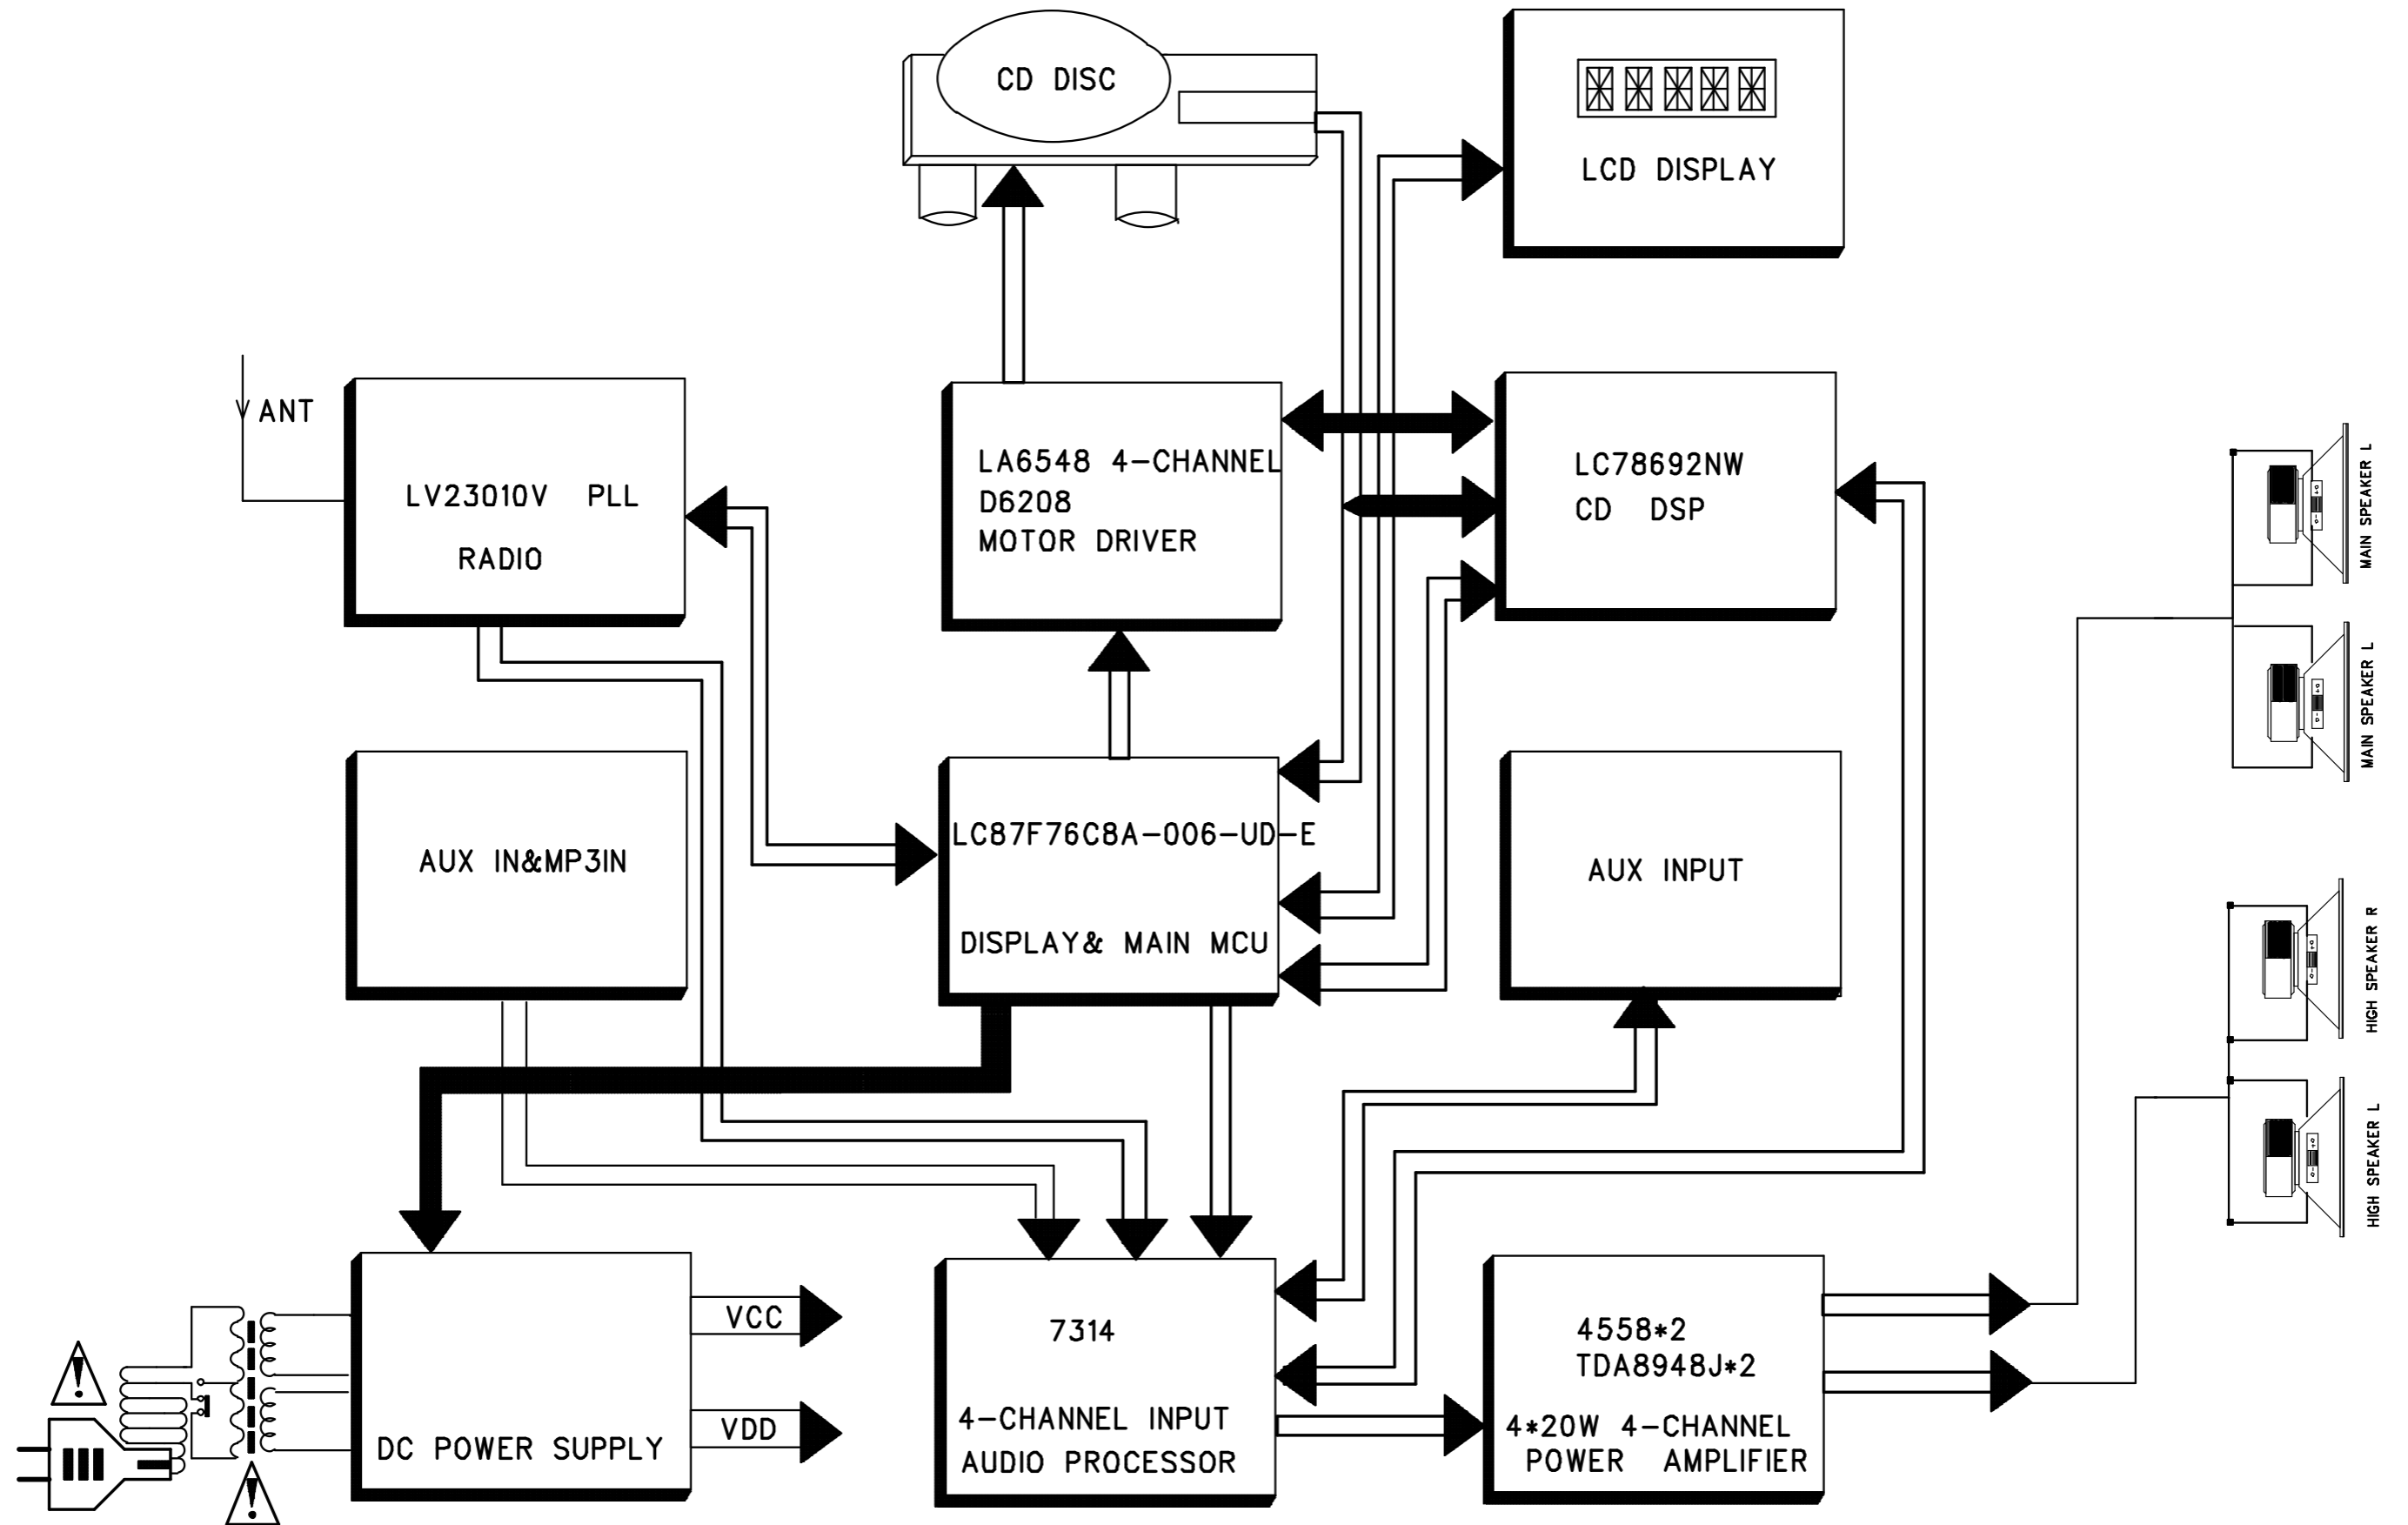 CD DISC
LCD DISPLAY
ANT
LV23010V PLL
RADIO
LA6548 4-CHANNEL
D6208
MOTOR DRIVER
LC78692NW
CD DSP
MAIN SPEAKER L
MAIN SPEAKER L
AUX IN&MP3IN
LC87F76C8A-006-UD-E
DISPLAY& MAIN MCU
AUX INPUT
HIGH SPEAKER R
HIGH SPEAKER L
DC POWER SUPPLY
VCC
VDD
7314
4-CHANNEL INPUT
AUDIO PROCESSOR
4558*2
TDA8948J*2
4*20W 4-CHANNEL
POWER AMPLIFIER